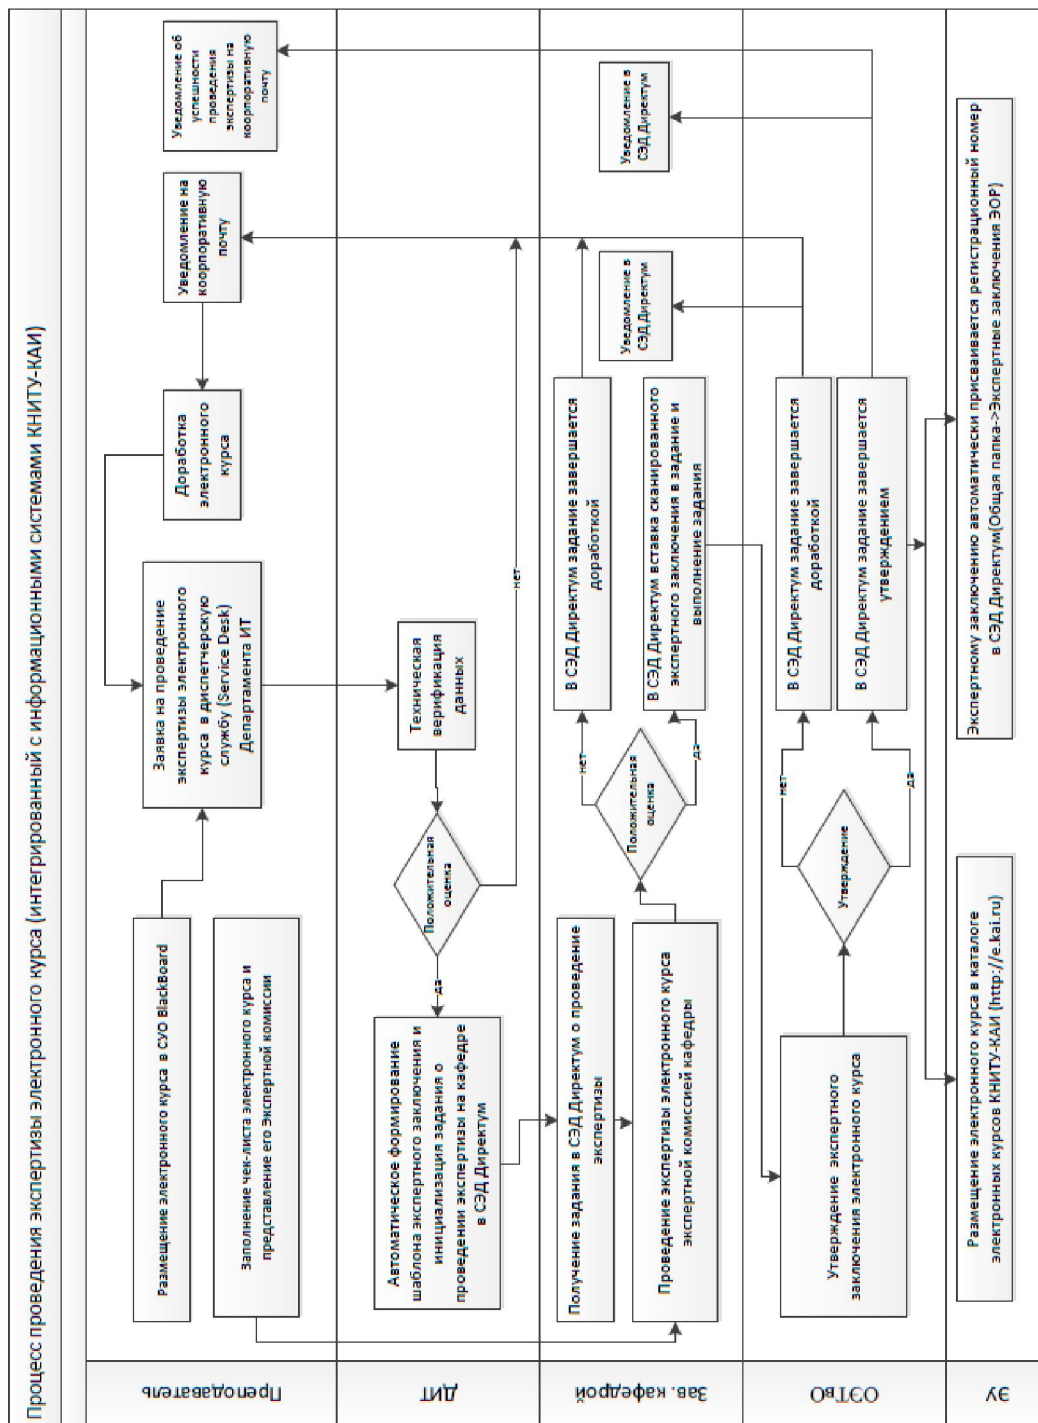 Процесс проведения экспертизы электронного курса (интегрированный с информационными системами КНИТУ-КАИ)
Преподаватель
Размещение электронного курса в СУО BlackBoard
Заполнение чек-листа электронного курса и
представление его Экспертной комиссии
Заявка на проведение
экспертизы электронного
курса в диспетчерскую
службу (Service Desk)
Департамента ИТ
Доработка
электронного
курса
Уведомление на
коорпоративную
почту
Уведомление об
успешности
проведения
экспертизы на
коорпоративную
почту
ДИТ
Автоматическое формирование
шаблона экспертного заключения и
инициализация задания о
проведении экспертизы на кафедре
в СЭД Директум
да
Положительная
оценка
Техническая
верификация
данных
нет
Зав. кафедрой
Получение задания в СЭД Директум о проведение
экспертизы
Проведение экспертизы электронного курса
экспертной комиссией кафедры
Положительная
оценка
нет
да
В СЭД Директум задание завершается
доработкой
В СЭД Директум вставка сканированного
экспертного заключения в задание и
выполнение задания
Уведомление в
СЭД Директум
Уведомление в
СЭД Директум
ОЭТвО
Утверждение экспертного
заключения электронного курса
Утверждение
нет
да
В СЭД Директум задание завершается
доработкой
В СЭД Директум задание завершается
утверждением
ЭУ
Размещение электронного курса в каталоге
электронных курсов КНИТУ-КАИ (http://e.kai.ru)
Экспертному заключению автоматически присваивается регистрационный номер
в СЭД Директум(Общая папка->Экспертные заключения ЭОР)